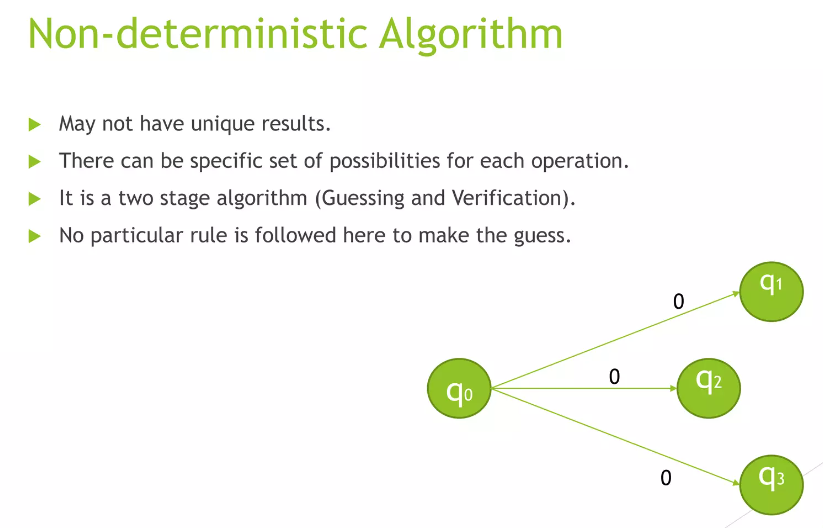 Non-deterministic Algorithm
May not have unique results.
There can be specific set of possibilities for each operation.
It is a two stage algorithm (Guessing and Verification).
No particular rule is followed here to make the guess.
q1
0
q0
0
q2
0
q3